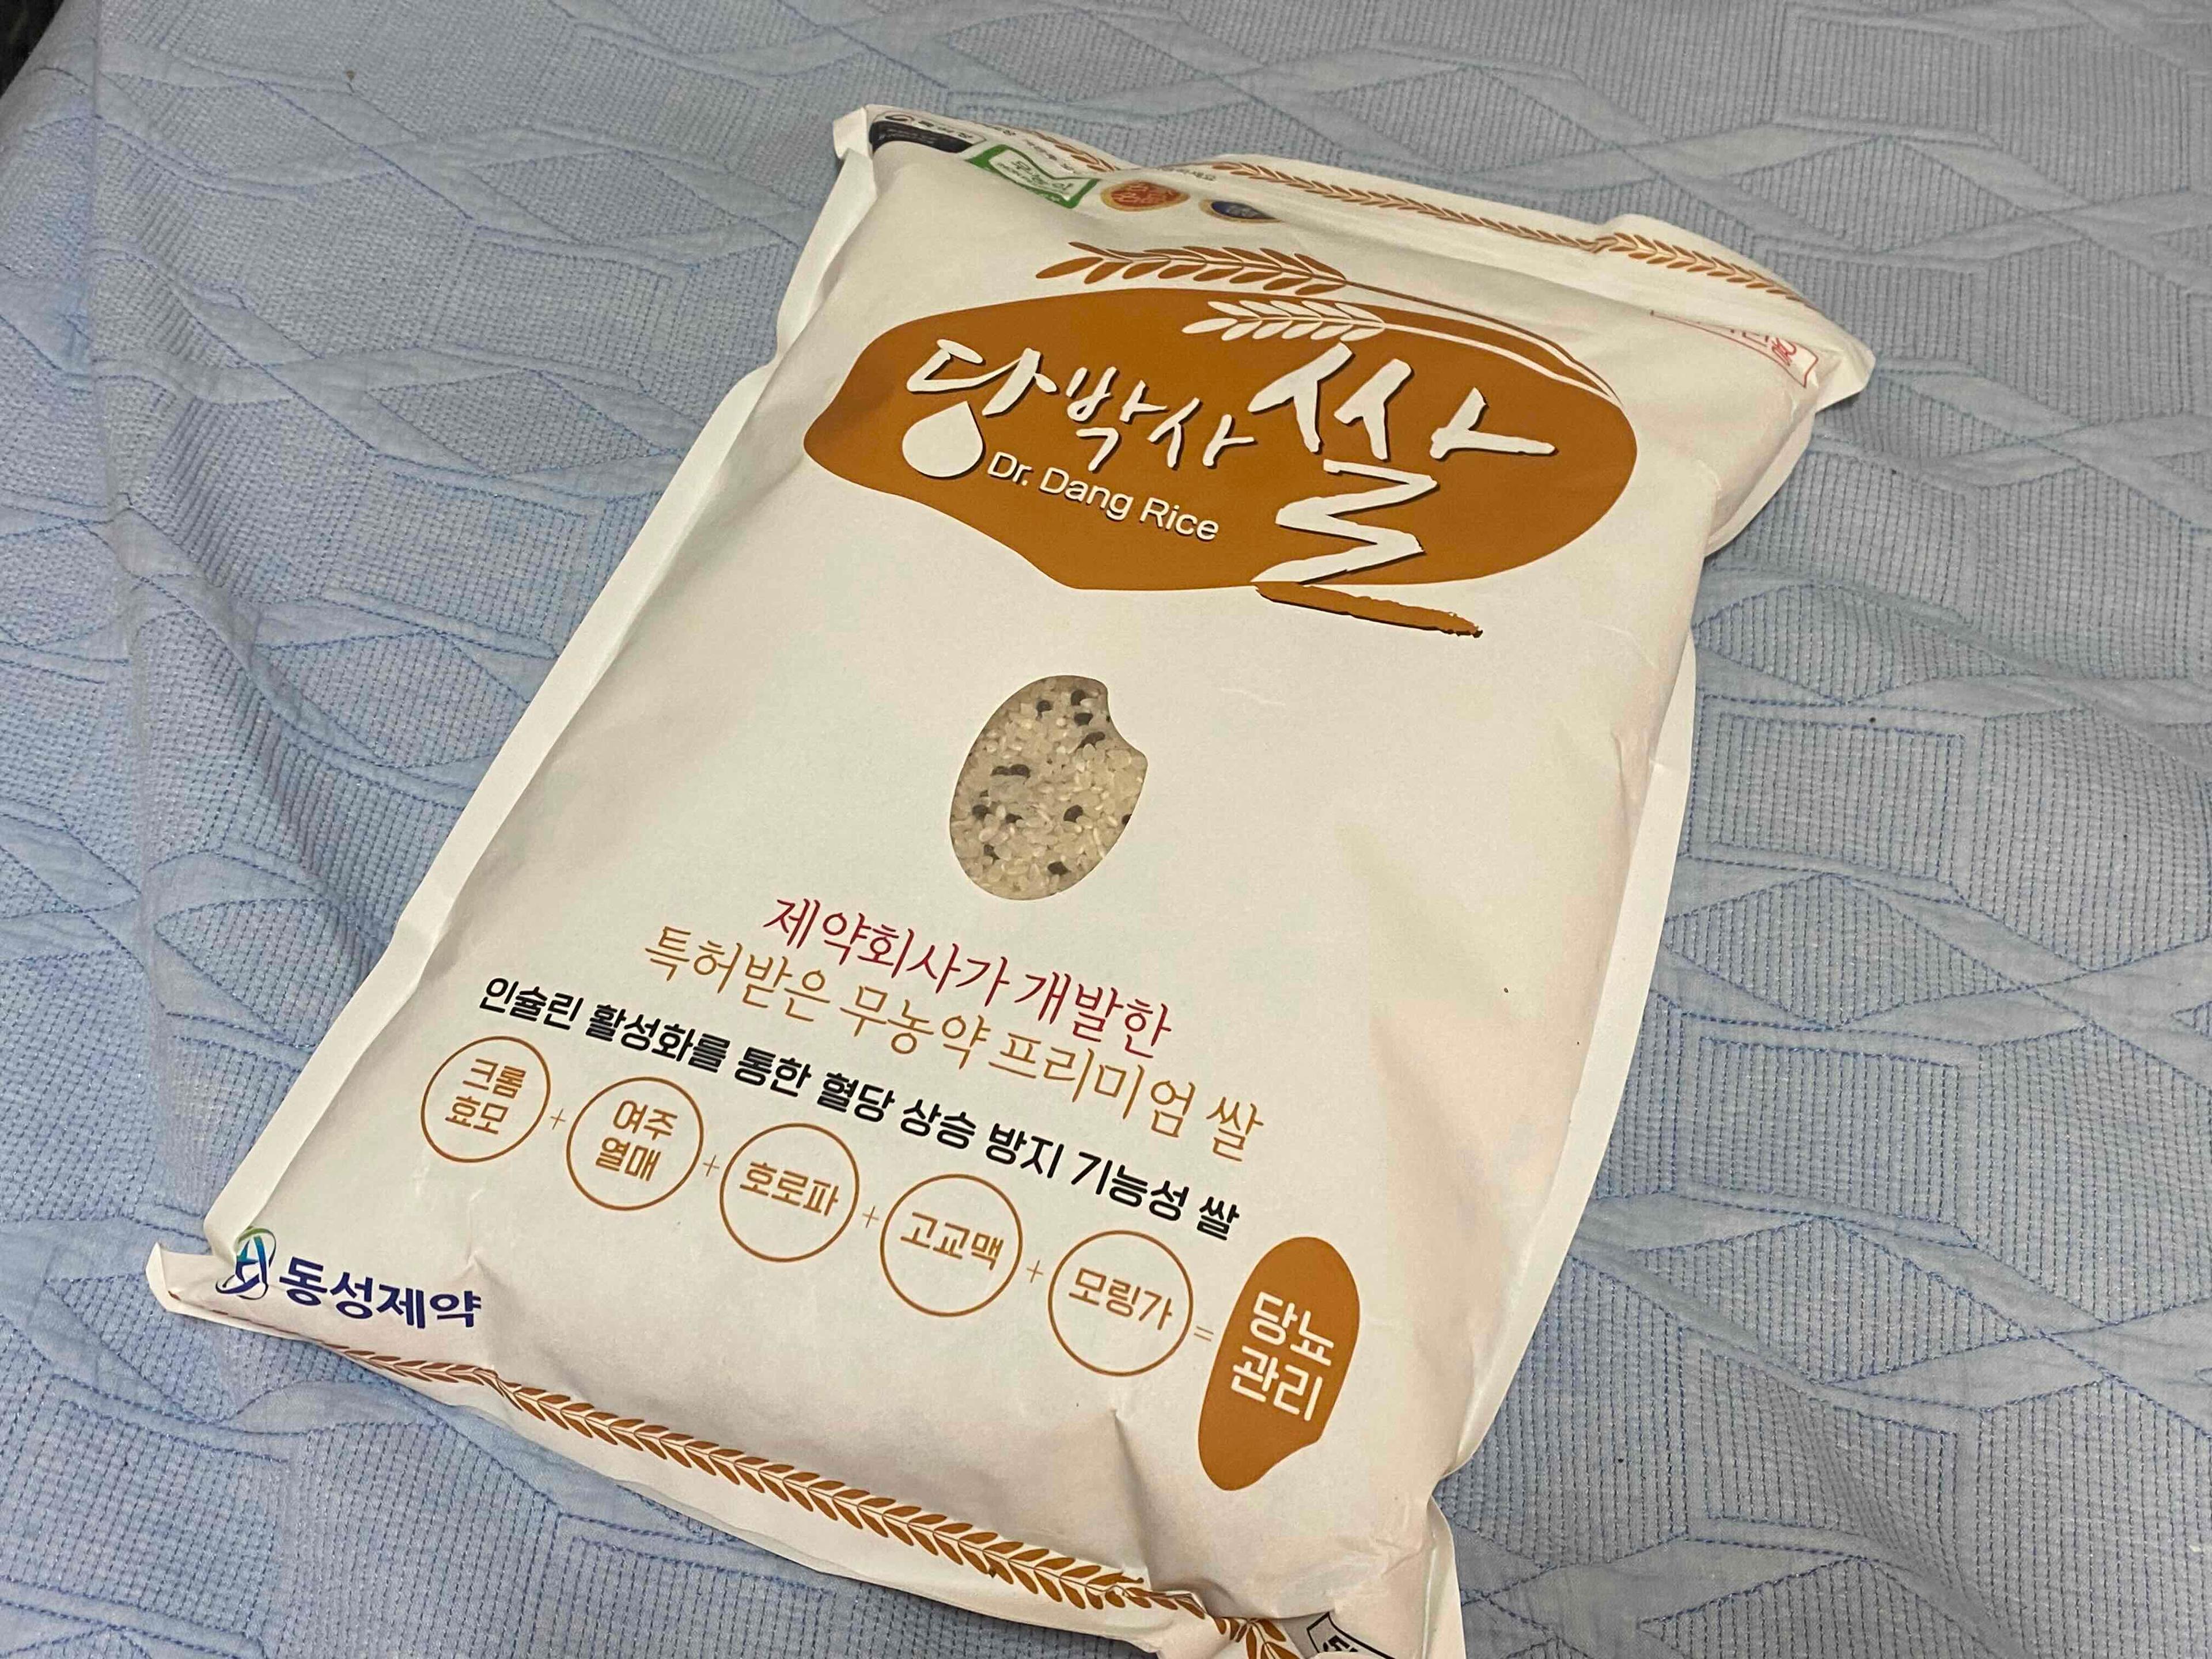 당박사쌀
Dr. Dang Rice
제약회사가 개발한
특허받은 무농약 프리미엄 쌀
인슐린 활성화를 통한 혈당 상승 방지 기능성 쌀
크롬
효모
+
여주
열매
+
호로파
+
고교맥
+
모링가
=
당뇨
관리
동성제약